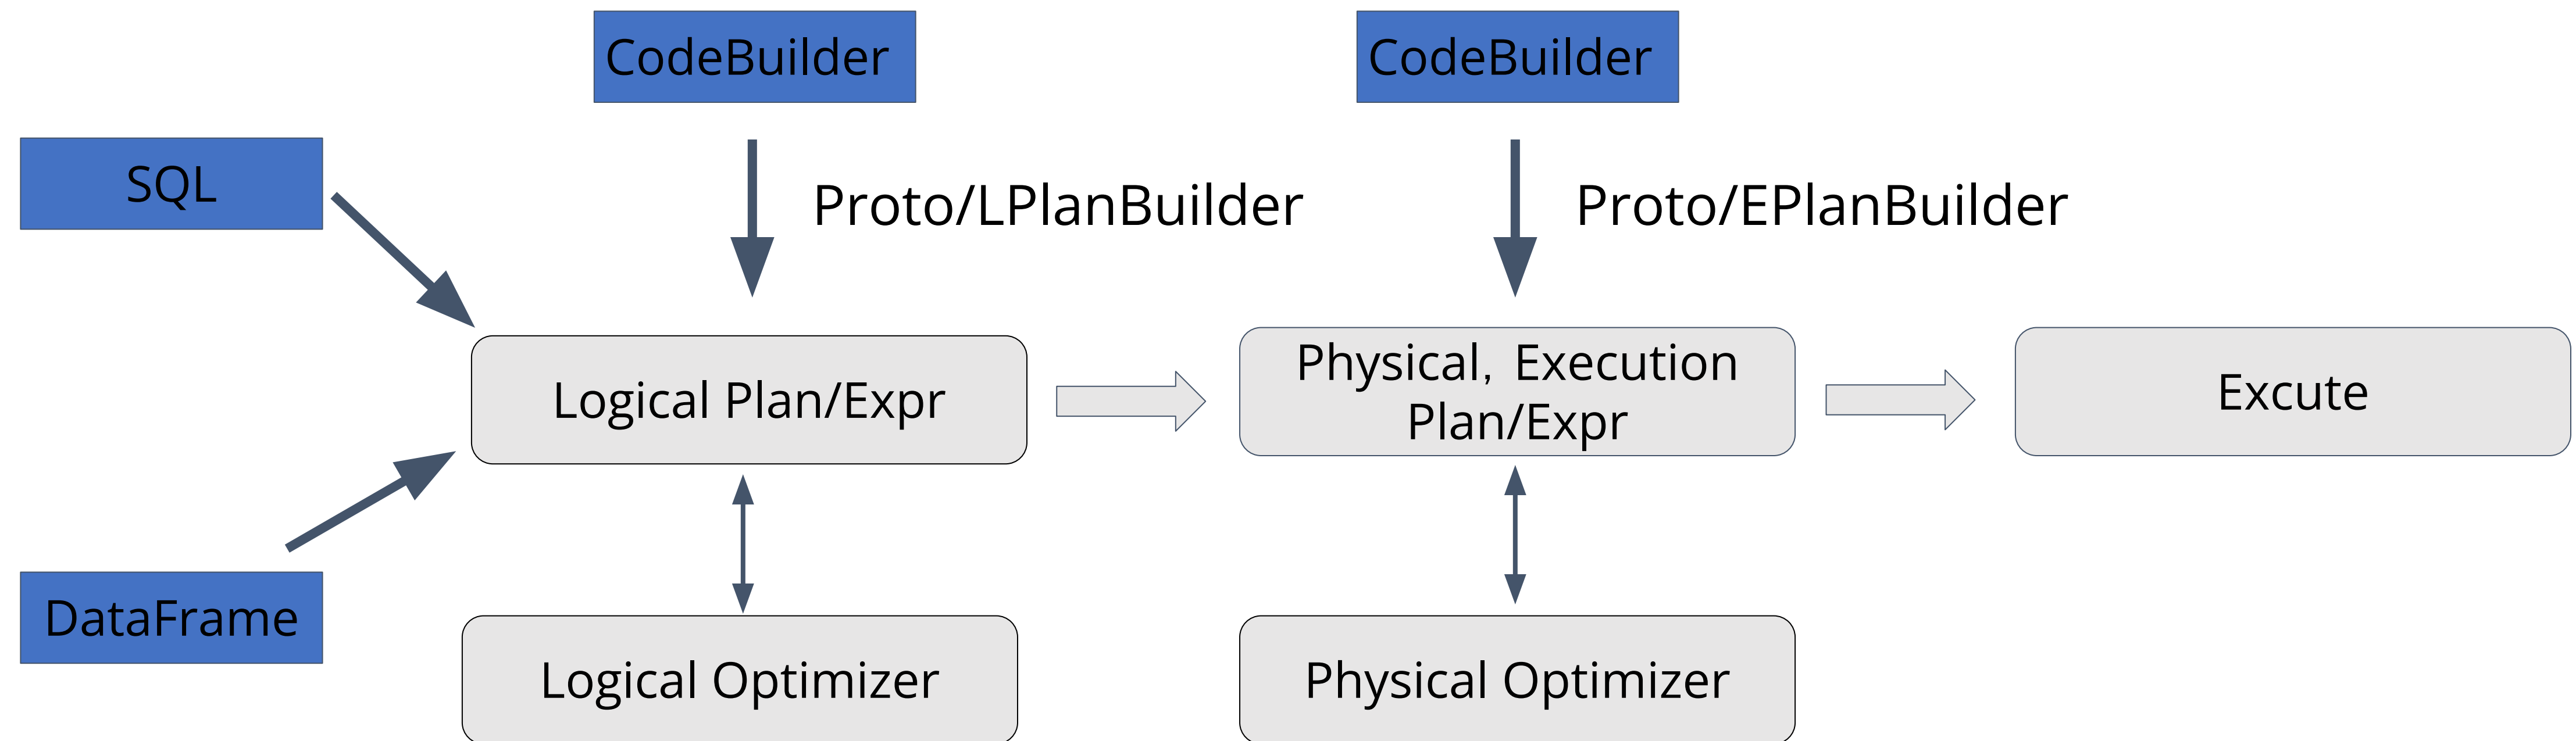 CodeBuilder
CodeBuilder
SQL
Proto/LPlanBuilder
Proto/EPlanBuilder
Logical Plan/Expr
Physical, Execution
Plan/Expr
Excute
DataFrame
Logical Optimizer
Physical Optimizer